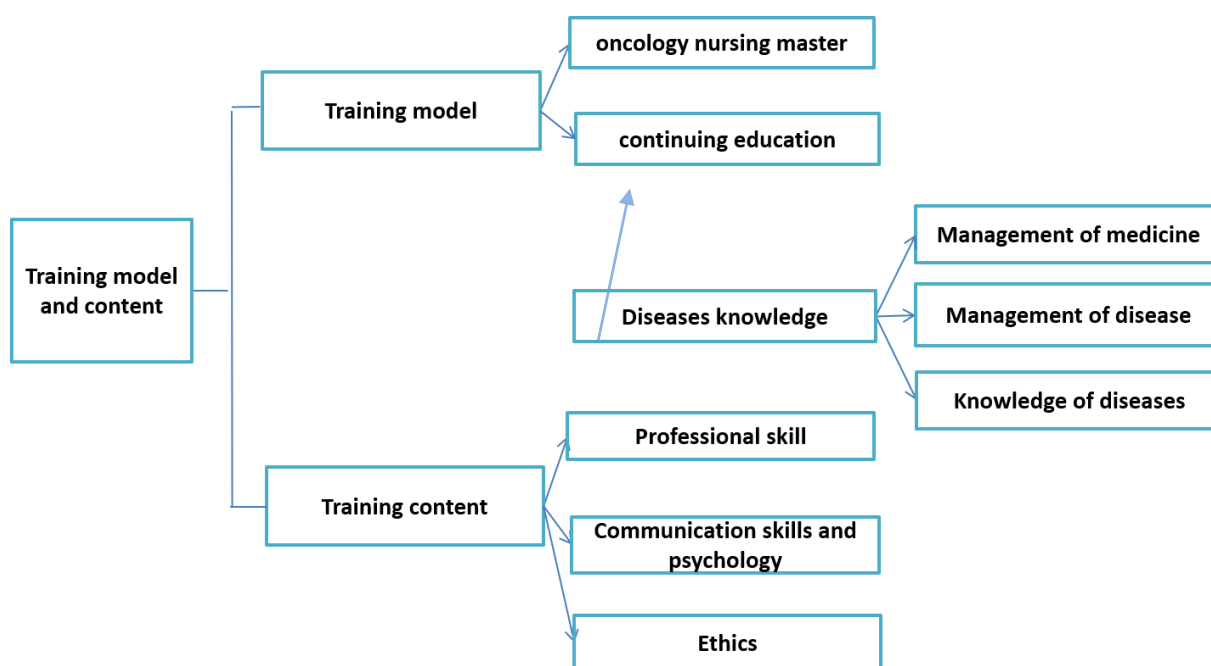 oncology nursing master
Training model
continuing education
Training model
and content
Management of medicine
Diseases knowledge
Management of disease
Knowledge of diseases
Professional skill
Training content
Communication skills and
psychology
Ethics